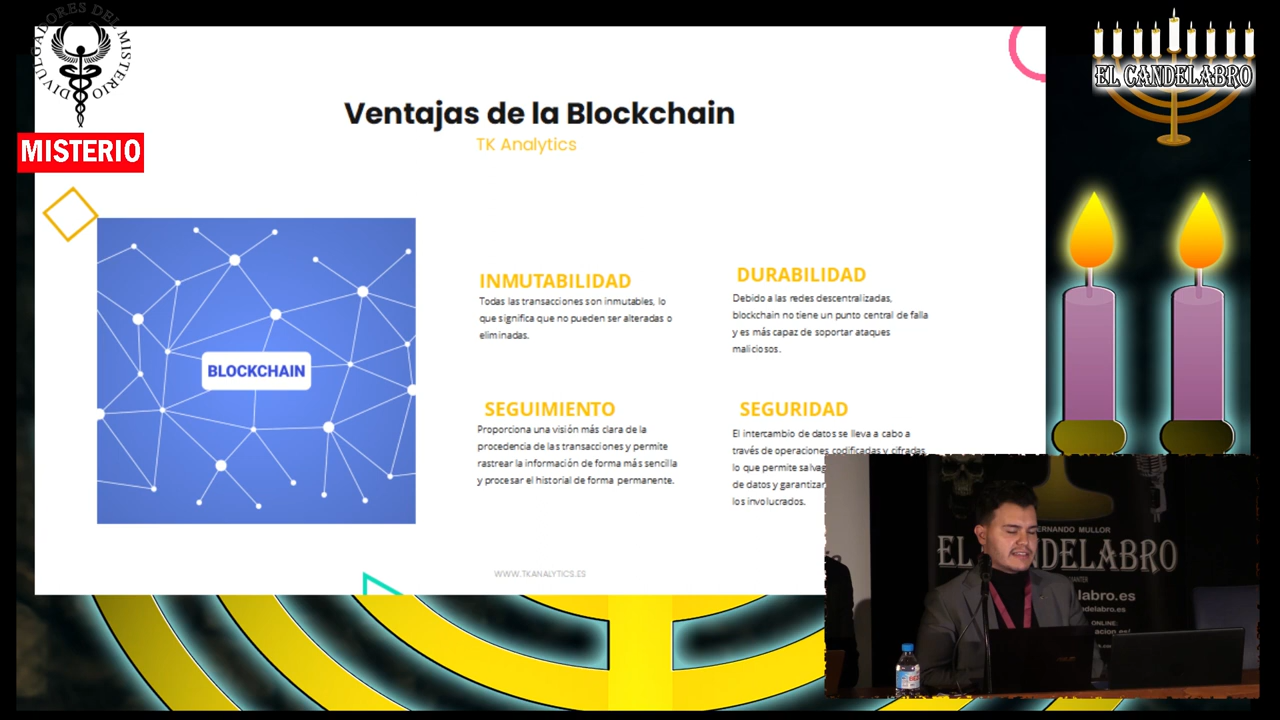 DIVULGADORES DEL MISTERIO
MISTERIO
EL CANDELABRO
Ventajas de la Blockchain
TK Analytics
BLOCKCHAIN
INMUTABILIDAD
Todas las transacciones son inmutables, lo
que significa que no pueden ser alteradas o
eliminadas.
DURABILIDAD
Debido a las redes descentralizadas,
blockchain no tiene un punto central de falla
y es más capaz de soportar ataques
maliciosos.
SEGUIMIENTO
Proporciona una visión más clara de la
procedencia de las transacciones y permite
rastrear la información de forma más sencilla
y procesar el historial de forma permanente.
SEGURIDAD
El intercambio de datos se lleva a cabo a
través de operaciones codificadas y cifradas,
lo que permite salvag
de datos y garantizar
los involucrados.
WWW.TKANALYTICS.ES
ERNANDO MULLOR
EL CANDELABRO
labro.es
delabro.es
ONLINE:
acion.es/